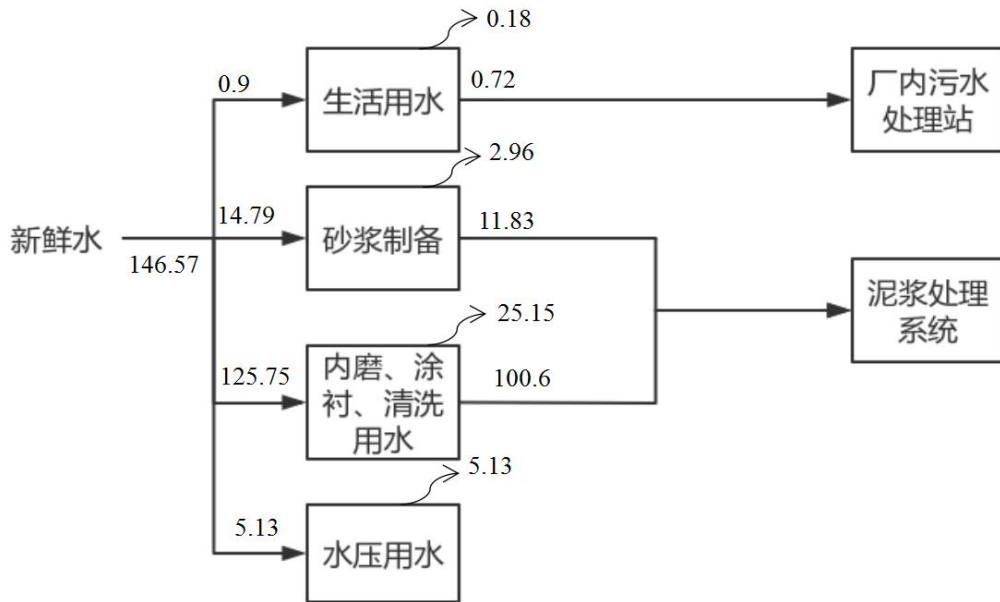 0.18
0.9
生活用水
0.72
厂内污水
处理站
2.96
新鲜水
146.57
14.79
砂浆制备
11.83
泥浆处理
系统
25.15
125.75
内磨、涂
衬、清洗
用水
100.6
5.13
5.13
水压用水